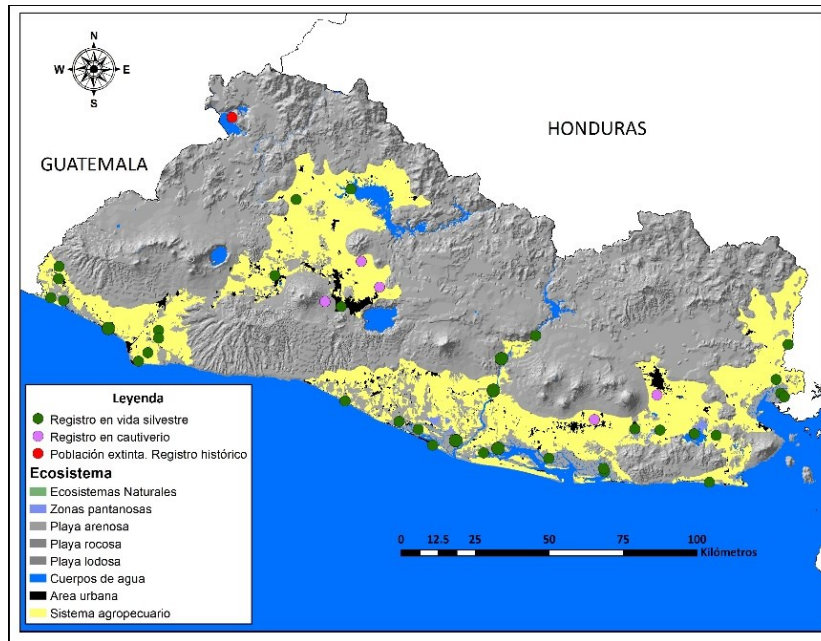 N
W E
S
HONDURAS
GUATEMALA
Leyenda
Registro en vida silvestre
Registro en cautiverio
Población extinta. Registro histórico
Ecosistema
Ecosistemas Naturales
Zonas pantanosas
Playa arenosa
Playa rocosa
Playa lodosa
Cuerpos de agua
Area urbana
Sistema agropecuario
0 12.5 25 50 75 100
Kilómetros